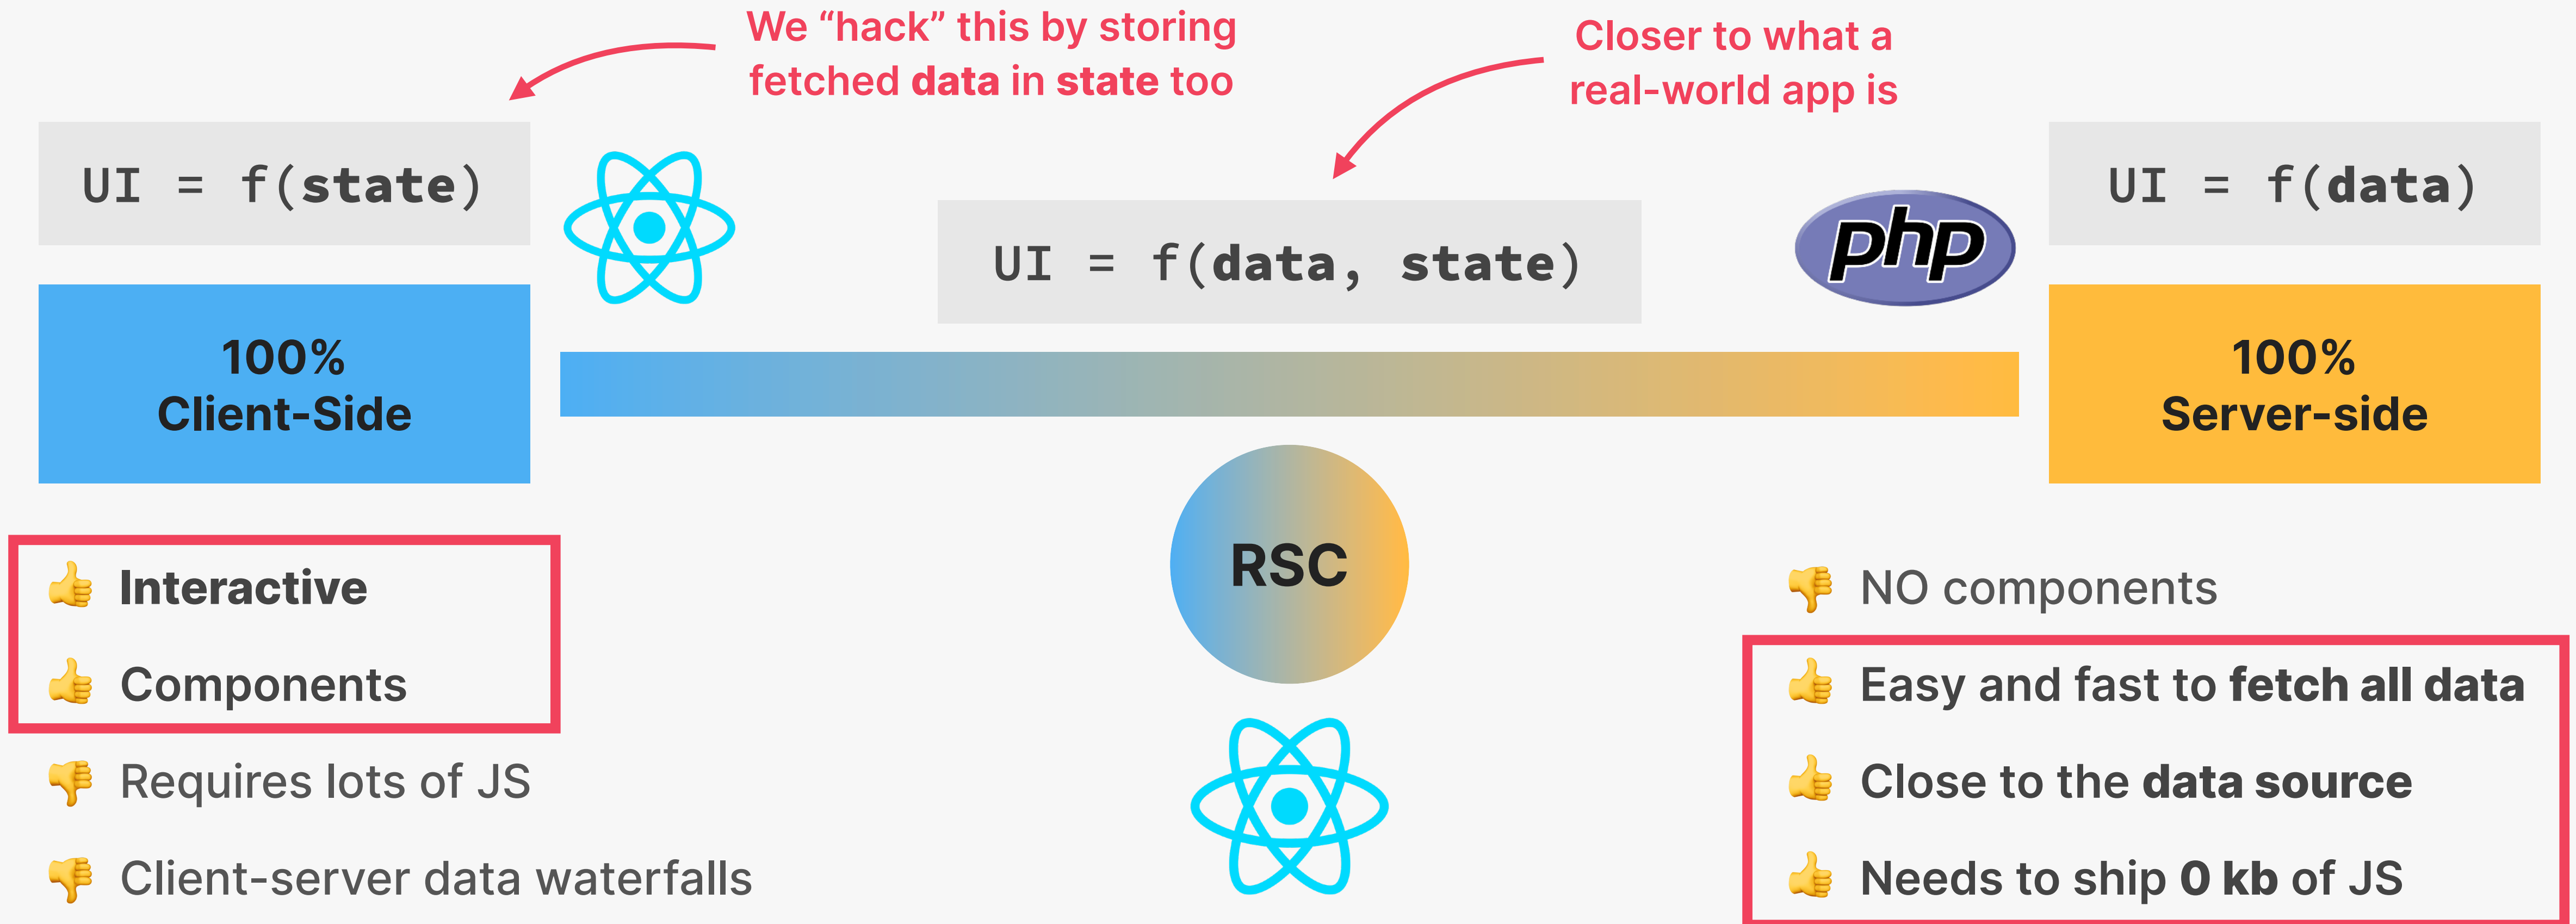 We “hack” this by storing
fetched data in state too
Closer to what a
real-world app is
UI = f(state)
UI = f(data, state)
php
UI = f(data)
100%
Client-Side
100%
Server-side
RSC
👍 Interactive
👍 Components
👎 Requires lots of JS
👎 Client-server data waterfalls
👎 NO components
👍 Easy and fast to fetch all data
👍 Close to the data source
👍 Needs to ship 0 kb of JS